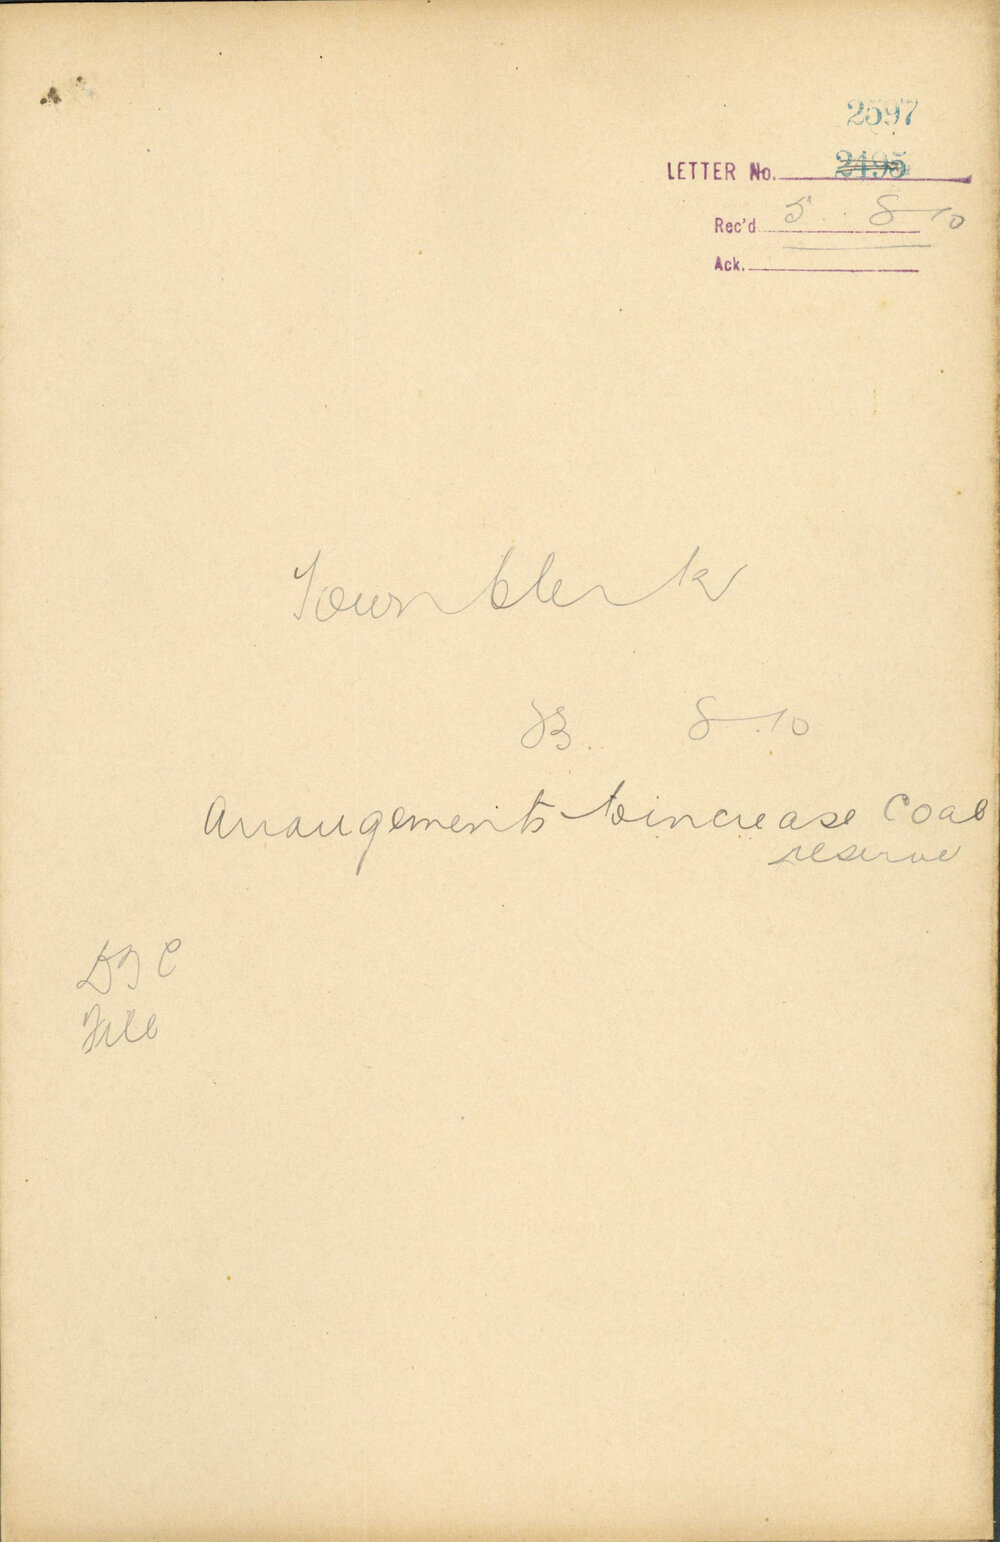 2597
LETTER No. 2495
Rec'd 5 8 10
Ack.
Town Clerk
8 10
Arrangements to increase Coal
reserve
File